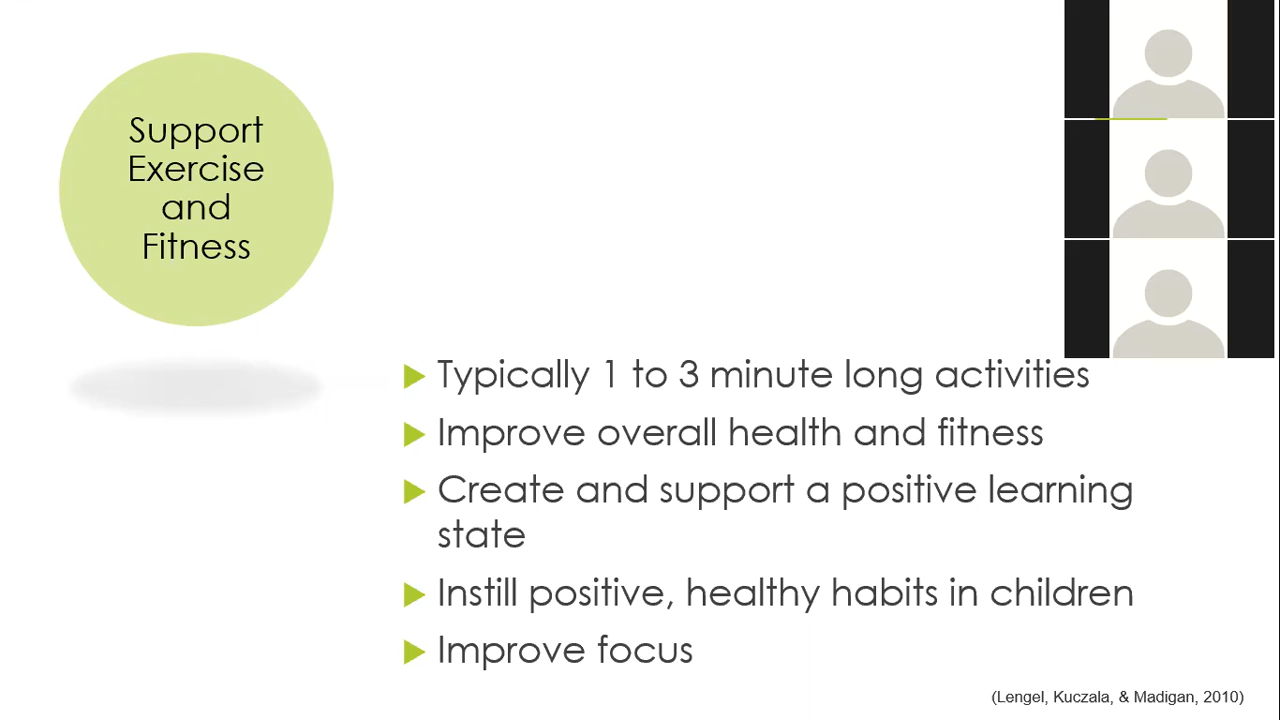 Support
Exercise
and
Fitness
Typically 1 to 3 minute long activities
Improve overall health and fitness
Create and support a positive learning
state
Instill positive, healthy habits in children
Improve focus
(Lengel, Kuczala, & Madigan, 2010)